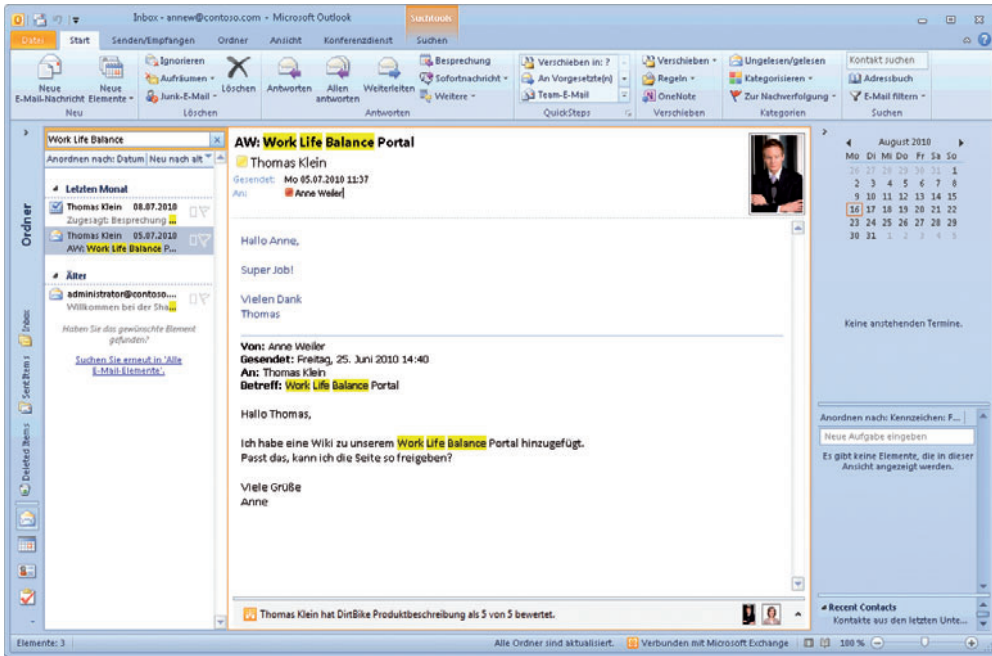 Inbox - annew@contoso.com - Microsoft Outlook
Suchtools
Datei Start Senden/Empfangen Ordner Ansicht Konferenzdienst Suchen
Neue E-Mail-Nachricht
Neue Elemente
Neu
Ignorieren
Aufräumen
Junk-E-Mail
Löschen
Löschen
Antworten
Allen antworten
Weiterleiten
Besprechung
Sofortnachricht
Weitere
Antworten
Verschieben in: ?
An Vorgesetzte(n)
Team-E-Mail
QuickSteps
Verschieben
Regeln
OneNote
Verschieben
Ungelesen/gelesen
Kategorisieren
Zur Nachverfolgung
Kategorien
Kontakt suchen
Adressbuch
E-Mail filtern
Suchen
Ordner
Inbox
Sent Items
Deleted Items
Work Life Balance
Anordnen nach: Datum Neu nach alt
Letzten Monat
Thomas Klein 08.07.2010
Zugesagt: Besprechung ...
Thomas Klein 05.07.2010
AW: Work Life Balance P...
Älter
administrator@contoso....
Willkommen bei der Sha...
Haben Sie das gewünschte Element
gefunden?
Suchen Sie erneut in 'Alle
E-Mail-Elemente'.
AW: Work Life Balance Portal
Thomas Klein
Gesendet: Mo 05.07.2010 11:37
An: Anne Weiler
Hallo Anne,
Super Job!
Vielen Dank
Thomas
Von: Anne Weiler
Gesendet: Freitag, 25. Juni 2010 14:40
An: Thomas Klein
Betreff: Work Life Balance Portal
Hallo Thomas,
Ich habe eine Wiki zu unserem Work Life Balance Portal hinzugefügt.
Passt das, kann ich die Seite so freigeben?
Viele Grüße
Anne
Thomas Klein hat DirtBike Produktbeschreibung als 5 von 5 bewertet.
August 2010
Mo Di Mi Do Fr Sa So
26 27 28 29 30 31 1
2 3 4 5 6 7 8
9 10 11 12 13 14 15
16 17 18 19 20 21 22
23 24 25 26 27 28 29
30 31 1 2 3 4 5
Keine anstehenden Termine.
Anordnen nach: Kennzeichen: F...
Neue Aufgabe eingeben
Es gibt keine Elemente, die in dieser
Ansicht angezeigt werden.
Recent Contacts
Kontakte aus den letzten Unte...
Elemente: 3
Alle Ordner sind aktualisiert. Verbunden mit Microsoft Exchange 100 %